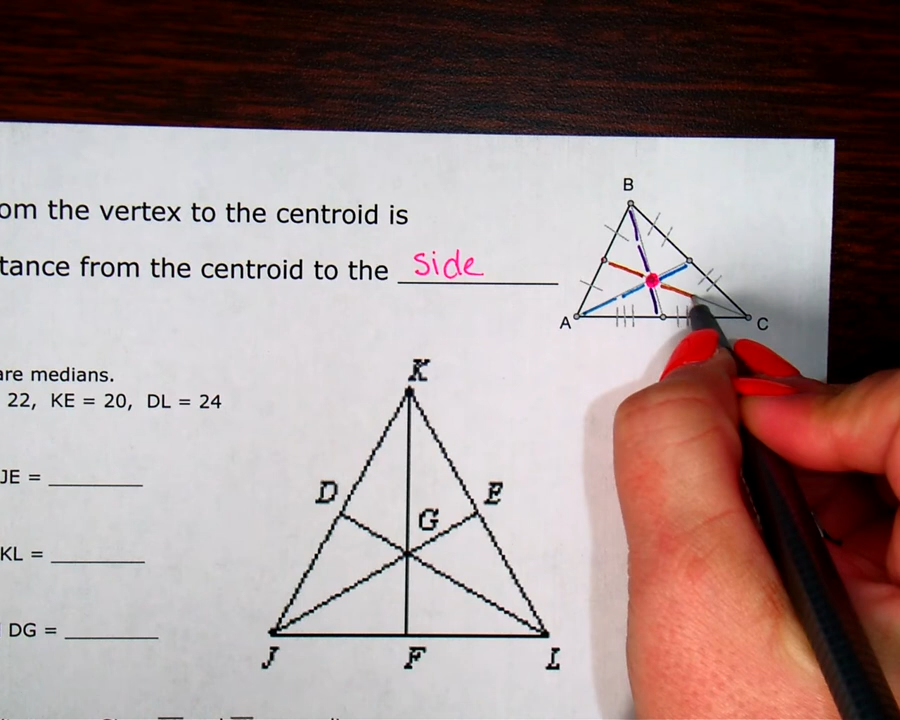 B
om the vertex to the centroid is
tance from the centroid to the side
A
C
are medians.
22, KE = 20, DL = 24
K
JE =
D
E
G
KL =
DG =
J
F
L